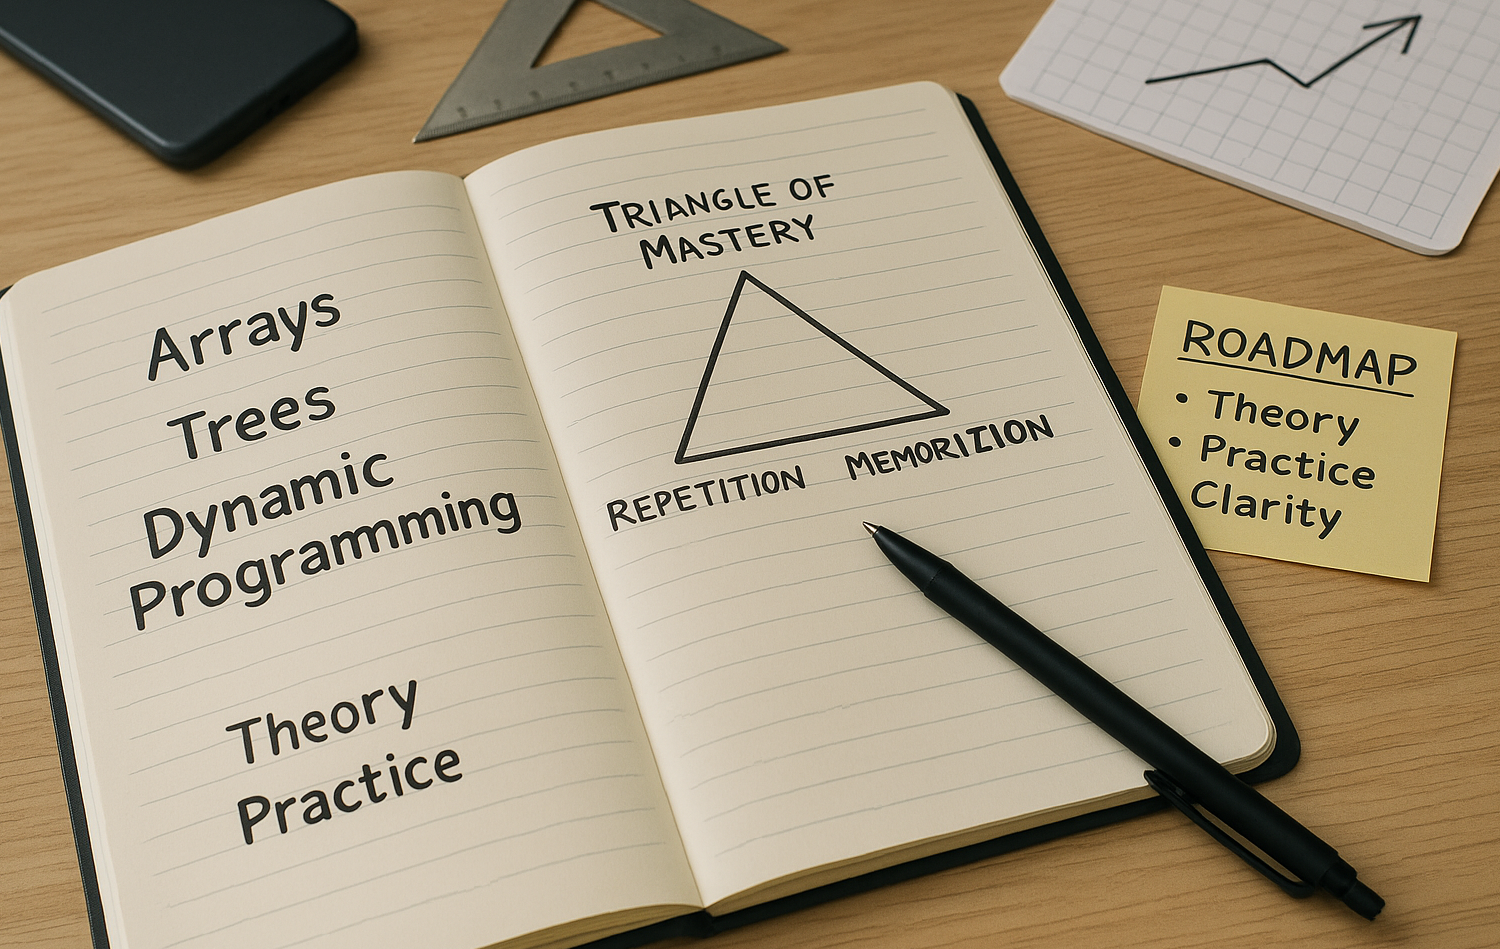 Arrays
Trees
Dynamic
Programming
Theory
Practice
TRIANGLE OF
MASTERY
REPETITION
MEMORIZION
ROADMAP
• Theory
• Practice
Clarity